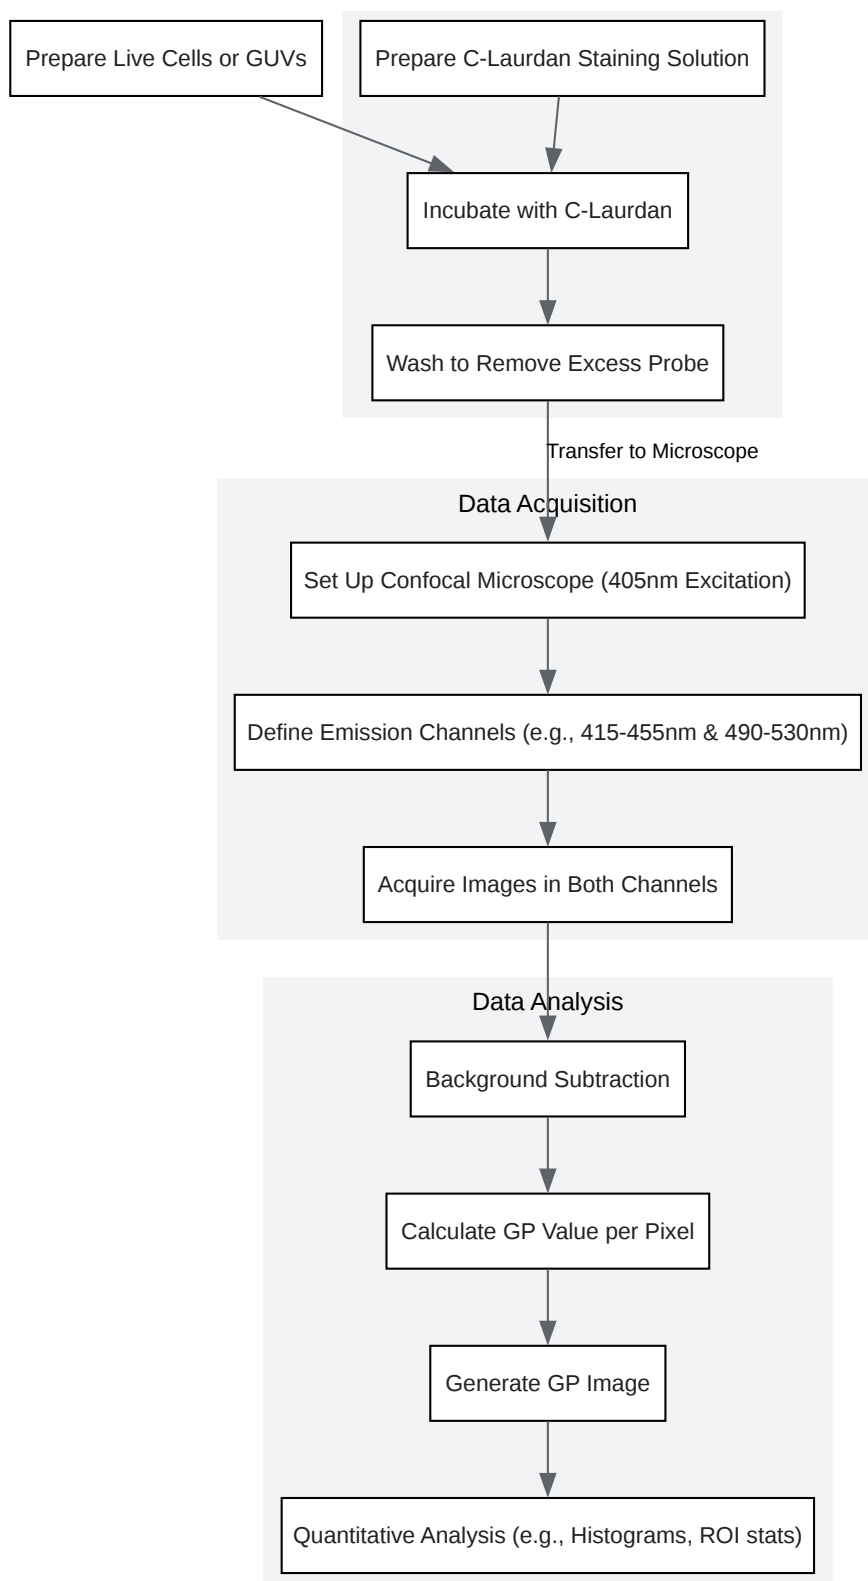 Prepare Live Cells or GUVs
Prepare C-Laurdan Staining Solution
Incubate with C-Laurdan
Wash to Remove Excess Probe
Transfer to Microscope
Data Acquisition
Set Up Confocal Microscope (405nm Excitation)
Define Emission Channels (e.g., 415-455nm & 490-530nm)
Acquire Images in Both Channels
Data Analysis
Background Subtraction
Calculate GP Value per Pixel
Generate GP Image
Quantitative Analysis (e.g., Histograms, ROI stats)